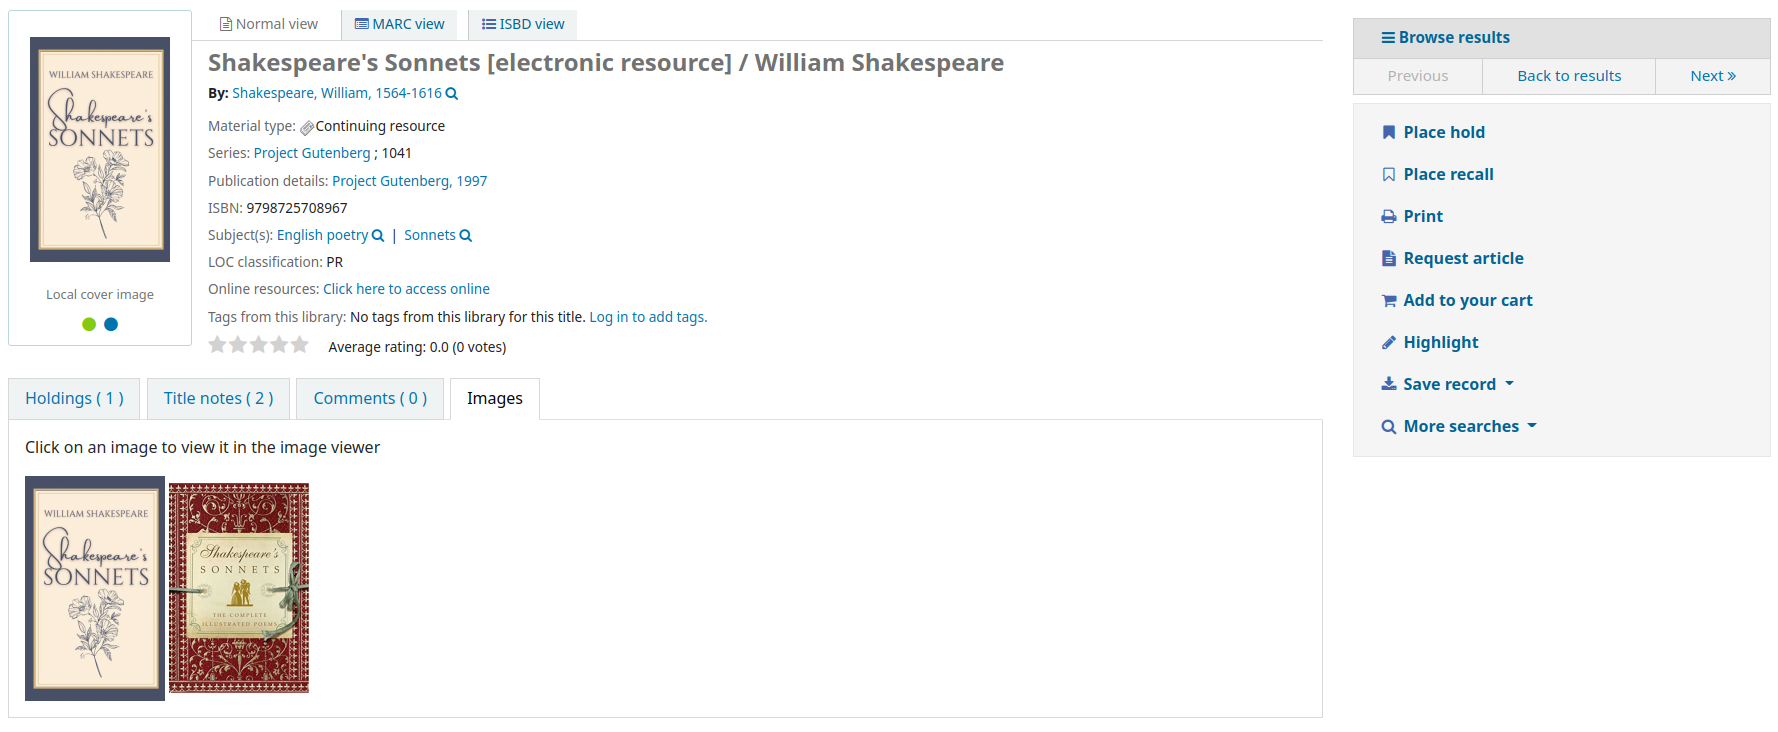 Normal view
MARC view
ISBD view
WILLIAM SHAKESPEARE
Shakespeare's
SONNETS
Local cover image
Shakespeare's Sonnets [electronic resource] / William Shakespeare
By: Shakespeare, William, 1564-1616
Material type: Continuing resource
Series: Project Gutenberg ; 1041
Publication details: Project Gutenberg, 1997
ISBN: 9798725708967
Subject(s): English poetry | Sonnets
LOC classification: PR
Online resources: Click here to access online
Tags from this library: No tags from this library for this title. Log in to add tags.
Average rating: 0.0 (0 votes)
Holdings ( 1 )
Title notes ( 2 )
Comments ( 0 )
Images
Click on an image to view it in the image viewer
WILLIAM SHAKESPEARE
Shakespeare's
SONNETS
Shakespeare's
SONNETS
THE COMPLETE
ILLUSTRATED POEMS
Browse results
Previous
Back to results
Next »
Place hold
Place recall
Print
Request article
Add to your cart
Highlight
Save record
More searches